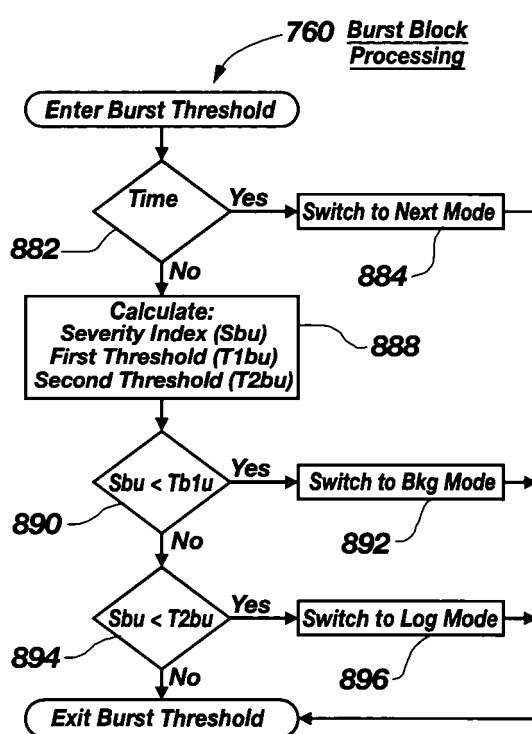 760 Burst Block
Processing
Enter Burst Threshold
Time
Yes
Switch to Next Mode
882
884
No
Calculate:
Severity Index (Sbu)
First Threshold (T1bu)
Second Threshold (T2bu)
888
Sbu < Tb1u
Yes
Switch to Bkg Mode
890
892
No
Sbu < T2bu
Yes
Switch to Log Mode
894
896
No
Exit Burst Threshold